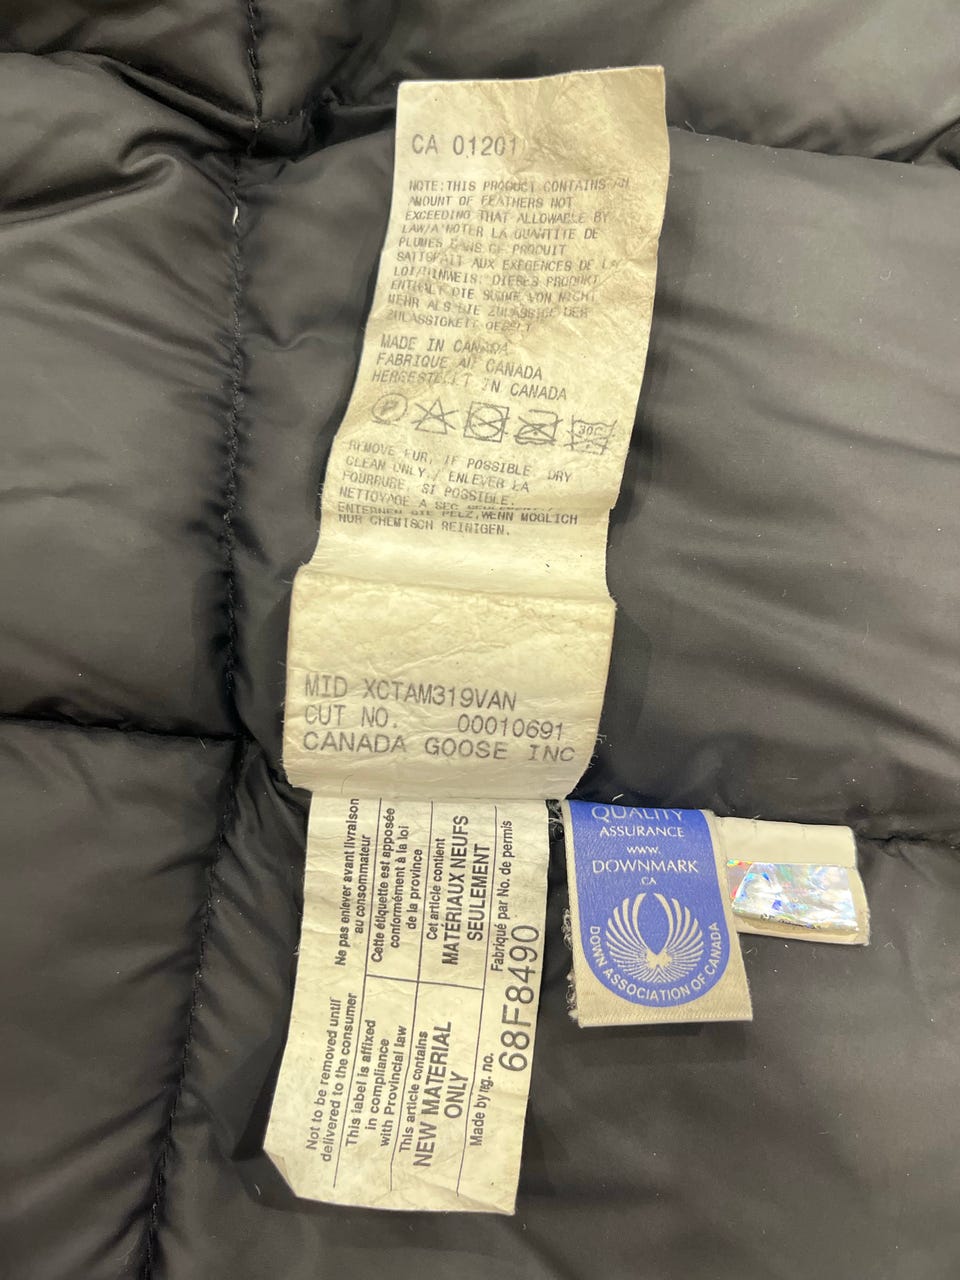 CA 01201
NOTE:THIS PRODUCT CONTAINS AN
AMOUNT OF FEATHERS NOT
EXCEEDING THAT ALLOWABLE BY
LAW/A NOTER LA QUANTITE DE
PLUMES DANS CE PRODUIT
SATISFAIT AUX EXEGENCES DE LA
LOI/HINWEIS: DIESES PRODUKT
ENTHALT DIE SUMME VON NICHT
MEHR ALS DIE ZULASSIGE DER
ZULASSIGKEIT
MADE IN CANADA
FABRIQUE AU CANADA
HERGESTELLT IN CANADA
P
30C
REMOVE FUR, IF POSSIBLE, DRY
CLEAN ONLY./ ENLEVER LA
FOURRURE, SI POSSIBLE.
NETTOYAGE A SEC SEULEMENT./
ENTERNEN DIE PELZ,WENN MOGLICH
NUR CHEMISCH REINIGEN.
MID XCTAM319VAN
CUT NO. 00010691
CANADA GOOSE INC
Ne pas enlever avant livraison
au consommateur
Cette étiquette est apposée
conformément à la loi
de la province
Cet article contient
MATÉRIAUX NEUFS
SEULEMENT
Fabriqué par No. de permis
Not to be removed until
delivered to the consumer
This label is affixed
in compliance
with Provincial law
This article contains
NEW MATERIAL
ONLY
Made by reg. no.
68F8490
QUALITY
ASSURANCE
www.
DOWNMARK
.CA
DOWN ASSOCIATION OF CANADA